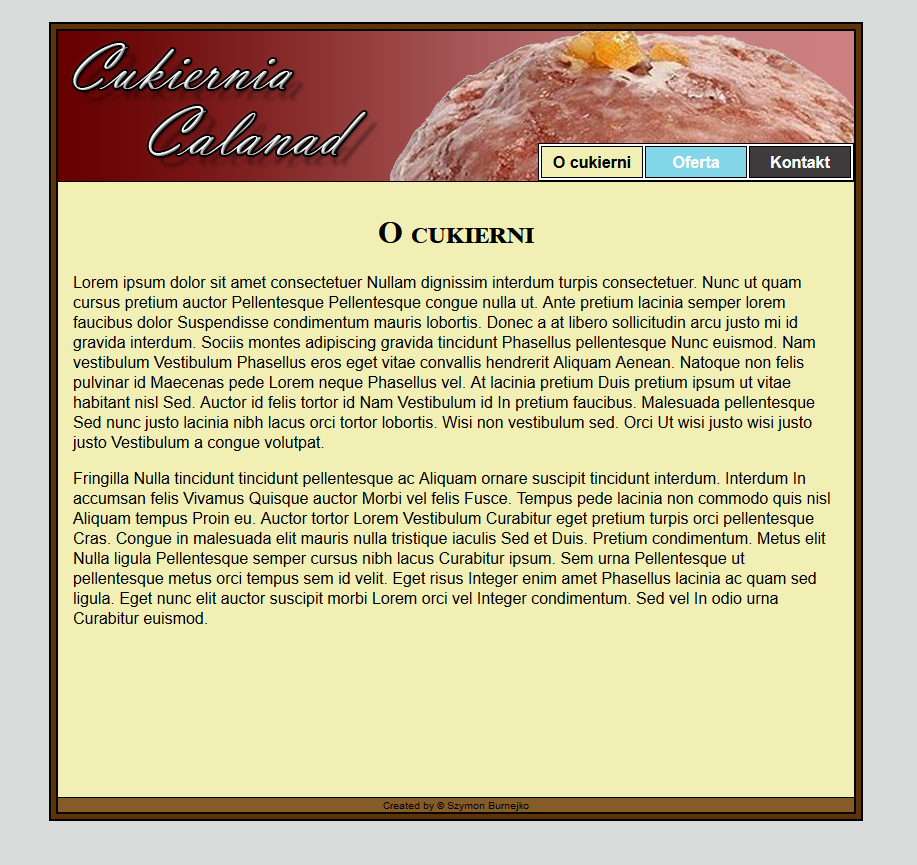 Cukiernia
Calanad
O cukierni Oferta Kontakt
O cukierni
Lorem ipsum dolor sit amet consectetuer Nullam dignissim interdum turpis consectetuer. Nunc ut quam
cursus pretium auctor Pellentesque Pellentesque congue nulla ut. Ante pretium lacinia semper lorem
faucibus dolor Suspendisse condimentum mauris lobortis. Donec a at libero sollicitudin arcu justo mi id
gravida interdum. Sociis montes adipiscing gravida tincidunt Phasellus pellentesque Nunc euismod. Nam
vestibulum Vestibulum Phasellus eros eget vitae convallis hendrerit Aliquam Aenean. Natoque non felis
pulvinar id Maecenas pede Lorem neque Phasellus vel. At lacinia pretium Duis pretium ipsum ut vitae
habitant nisl Sed. Auctor id felis tortor id Nam Vestibulum id In pretium faucibus. Malesuada pellentesque
Sed nunc justo lacinia nibh lacus orci tortor lobortis. Wisi non vestibulum sed. Orci Ut wisi justo wisi justo
justo Vestibulum a congue volutpat.
Fringilla Nulla tincidunt tincidunt pellentesque ac Aliquam ornare suscipit tincidunt interdum. Interdum In
accumsan felis Vivamus Quisque auctor Morbi vel felis Fusce. Tempus pede lacinia non commodo quis nisl
Aliquam tempus Proin eu. Auctor tortor Lorem Vestibulum Curabitur eget pretium turpis orci pellentesque
Cras. Congue in malesuada elit mauris nulla tristique iaculis Sed et Duis. Pretium condimentum. Metus elit
Nulla ligula Pellentesque semper cursus nibh lacus Curabitur ipsum. Sem urna Pellentesque ut
pellentesque metus orci tempus sem id velit. Eget risus Integer enim amet Phasellus lacinia ac quam sed
ligula. Eget nunc elit auctor suscipit morbi Lorem orci vel Integer condimentum. Sed vel In odio urna
Curabitur euismod.
Created by © Szymon Burnejko